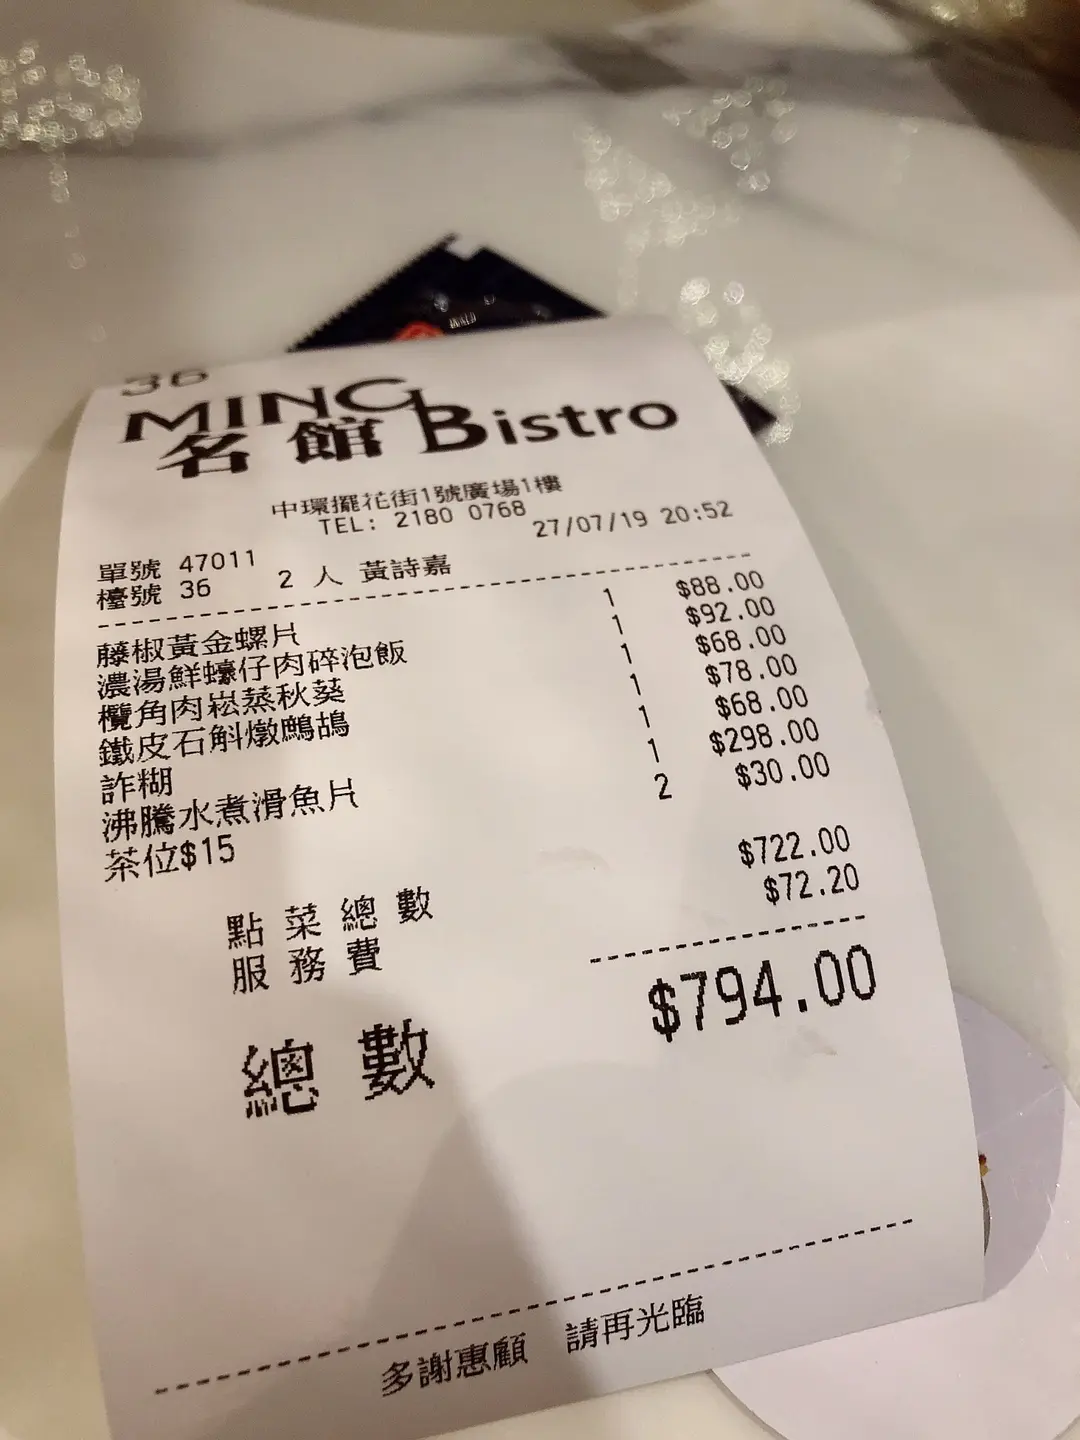 36
MING Bistro
名館
中環擺花街1號廣場1樓
TEL: 2180 0768
27/07/19 20:52
單號 47011
檯號 36 2 人 黃詩嘉
藤椒黃金螺片 1 $88.00
濃湯鮮蠔仔肉碎泡飯 1 $92.00
欖角肉崧蒸秋葵 1 $68.00
鐵皮石斛燉鷓鴣 1 $78.00
詐糊 1 $68.00
沸騰水煮滑魚片 1 $298.00
茶位$15 2 $30.00
點菜總數 $722.00
服務費 $72.20
總數 $794.00
多謝惠顧 請再光臨